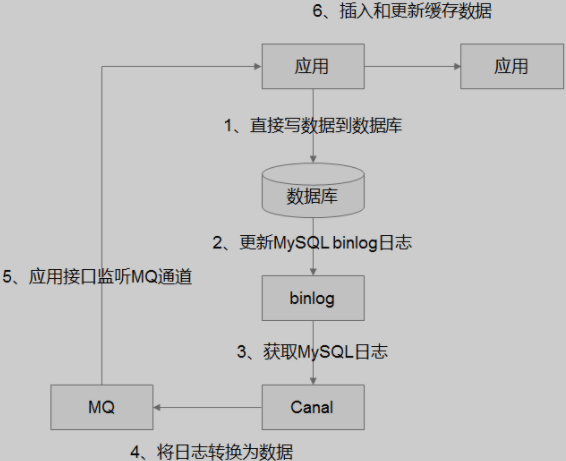 6、插入和更新缓存数据
应用
应用
1、直接写数据到数据库
数据库
2、更新MySQL binlog日志
5、应用接口监听MQ通道
binlog
3、获取MySQL日志
MQ
Canal
4、将日志转换为数据